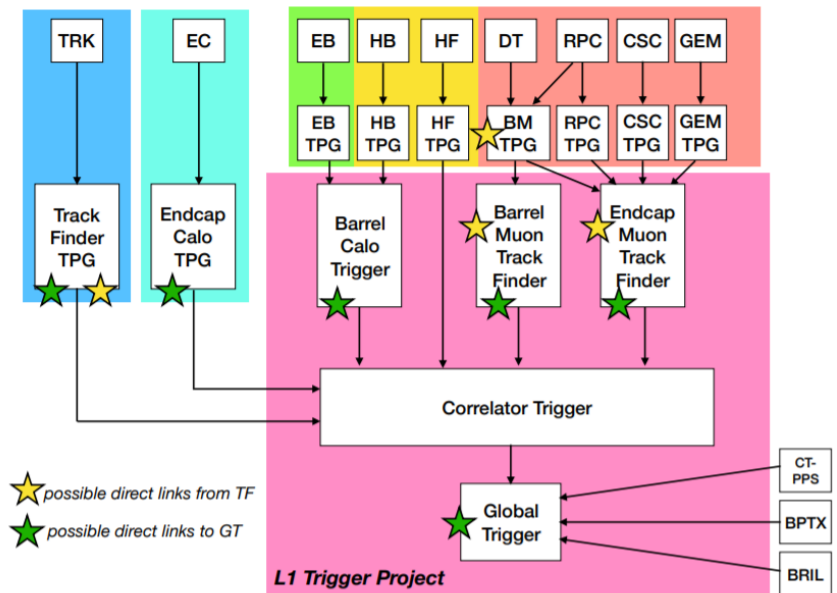 TRK
EC
EB
HB
HF
DT
RPC
CSC
GEM
EB
TPG
HB
TPG
HF
TPG
BM
TPG
RPC
TPG
CSC
TPG
GEM
TPG
Track
Finder
TPG
Endcap
Calo
TPG
Barrel
Calo
Trigger
Barrel
Muon
Track
Finder
Endcap
Muon
Track
Finder
Correlator Trigger
possible direct links from TF
possible direct links to GT
Global
Trigger
CT-
PPS
BPTX
BRIL
L1 Trigger Project